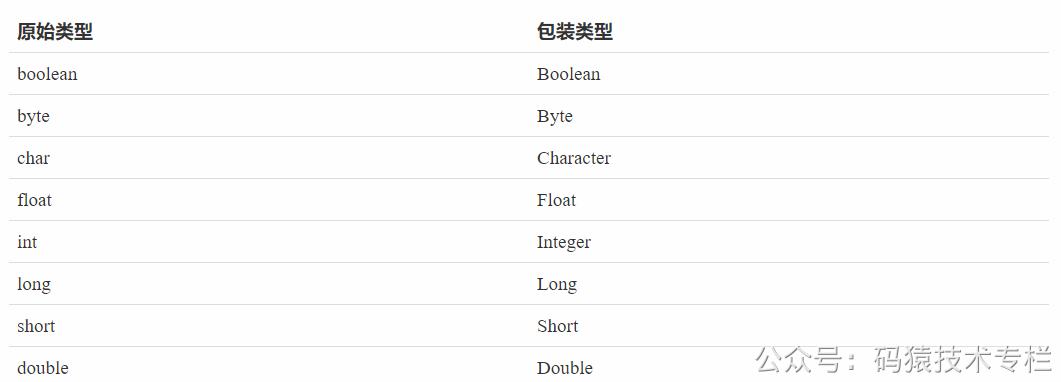 原始类型 包装类型
boolean Boolean
byte Byte
char Character
float Float
int Integer
long Long
short Short
double Double
公众号：码猿技术专栏